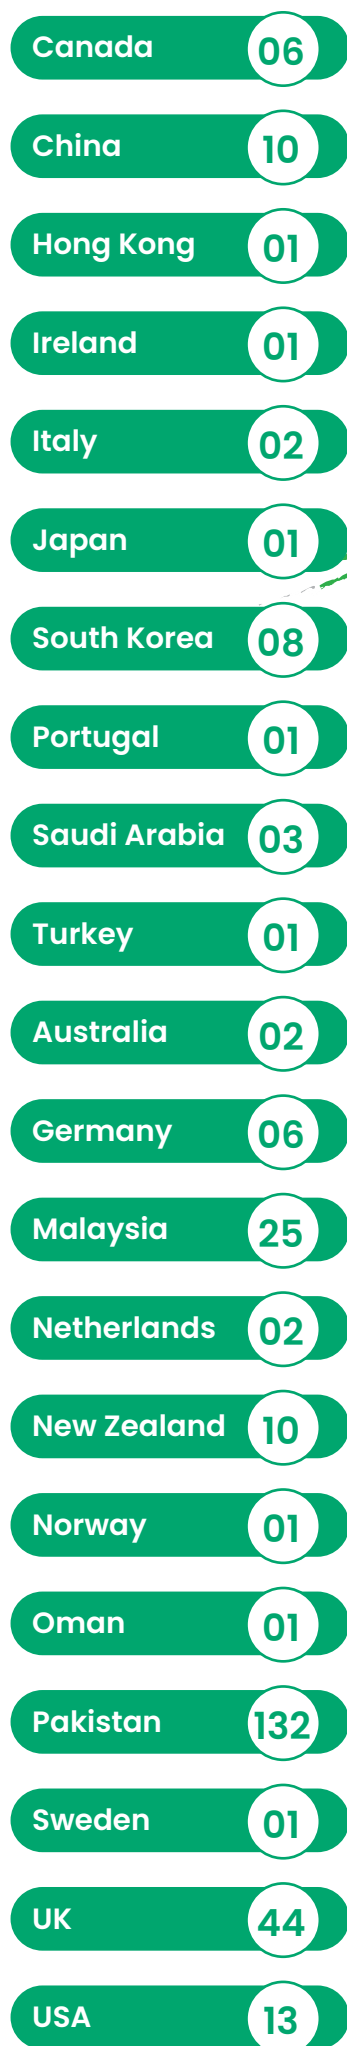 Canada 06
China 10
Hong Kong 01
Ireland 01
Italy 02
Japan 01
South Korea 08
Portugal 01
Saudi Arabia 03
Turkey 01
Australia 02
Germany 06
Malaysia 25
Netherlands 02
New Zealand 10
Norway 01
Oman 01
Pakistan 132
Sweden 01
UK 44
USA 13